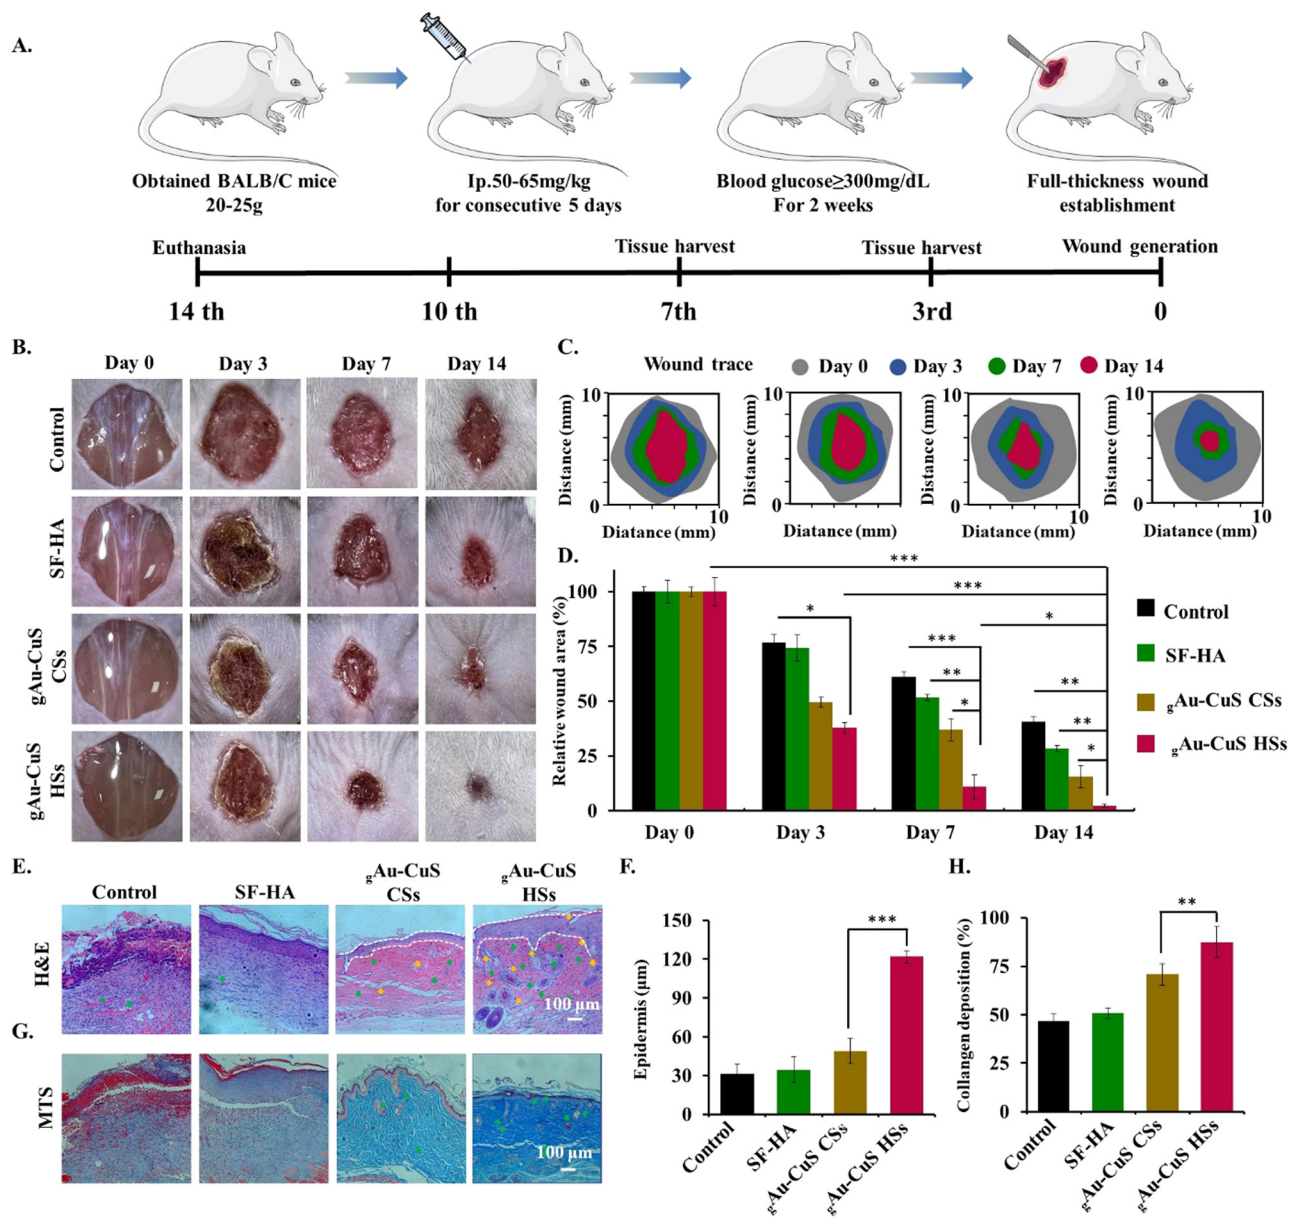 A.
Obtained BALB/C mice
20-25g
Ip.50-65mg/kg
for consecutive 5 days
Blood glucose≥300mg/dL
For 2 weeks
Full-thickness wound
establishment
Euthanasia
Tissue harvest
Tissue harvest
Wound generation
14 th
10 th
7th
3rd
0
B.
Day 0
Day 3
Day 7
Day 14
Control
SF-HA
gAu-CuS
CSs
gAu-CuS
HSs
C.
Wound trace
Day 0
Day 3
Day 7
Day 14
10
Distance (mm)
0
Distance (mm)
10
10
Distance (mm)
0
Distance (mm)
10
Distance (mm)
0
Distance (mm)
10
10
Distance (mm)
0
Distance (mm)
10
D.
Relative wound area (%)
100
75
50
25
0
***
***
*
*
***
**
*
**
**
*
Day 0
Day 3
Day 7
Day 14
Control
SF-HA
gAu-CuS CSs
gAu-CuS HSs
E.
Control
SF-HA
gAu-CuS
CSs
gAu-CuS
HSs
H&E
100 μm
G.
MTS
100 μm
F.
Epidermis (μm)
150
120
90
60
30
0
***
Control
SF-HA
gAu-CuS CSs
gAu-CuS HSs
H.
Collangen deposition (%)
100
75
50
25
0
**
Control
SF-HA
gAu-CuS CSs
gAu-CuS HSs